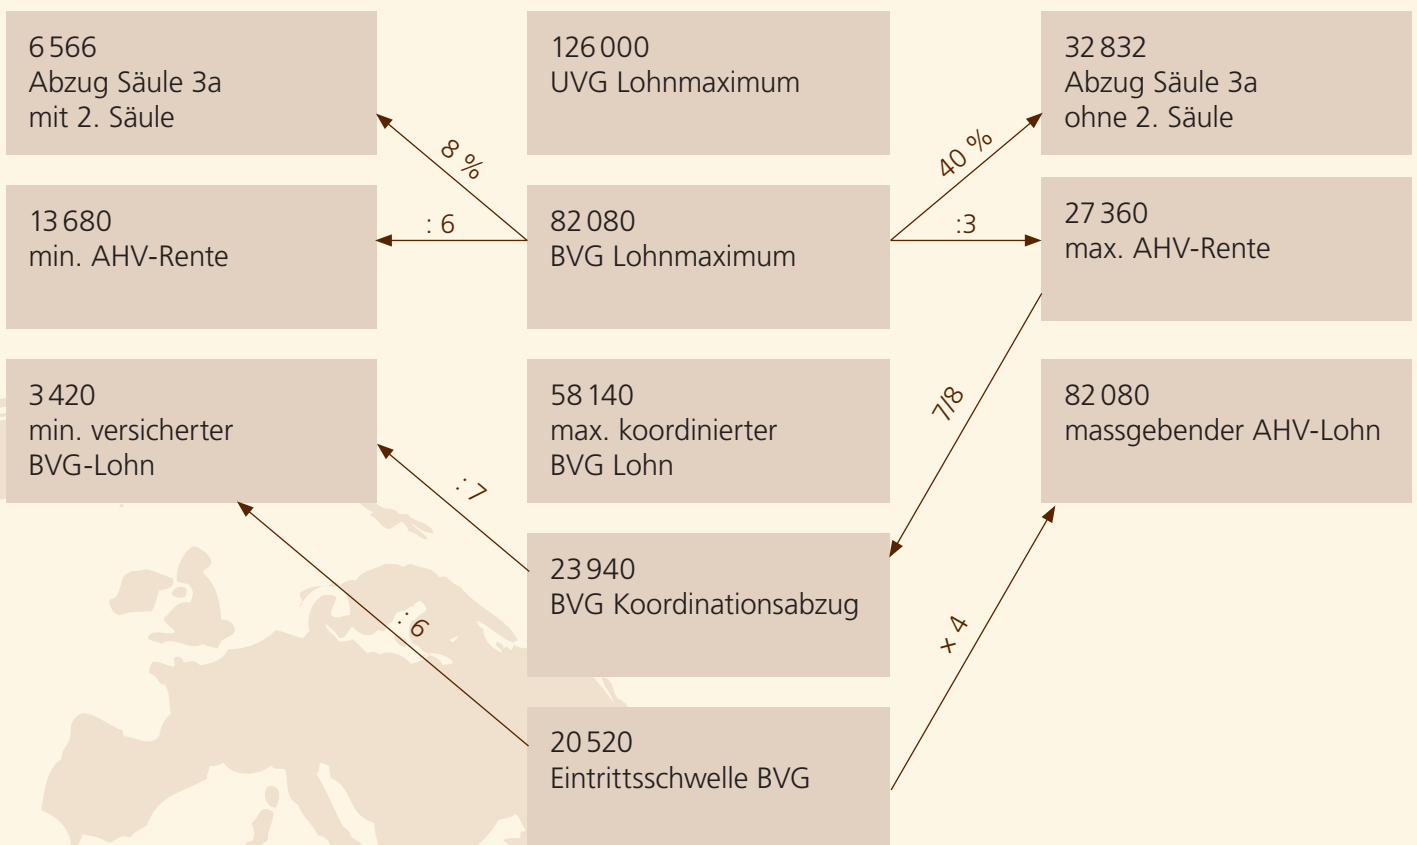 6 566
Abzug Säule 3a
mit 2. Säule
126 000
UVG Lohnmaximum
32 832
Abzug Säule 3a
ohne 2. Säule
8 %
40 %
13 680
min. AHV-Rente
: 6
82 080
BVG Lohnmaximum
:3
27 360
max. AHV-Rente
3 420
min. versicherter
BVG-Lohn
58 140
max. koordinierter
BVG Lohn
7/8
82 080
massgebender AHV-Lohn
: 7
23 940
BVG Koordinationsabzug
: 6
× 4
20 520
Eintrittsschwelle BVG